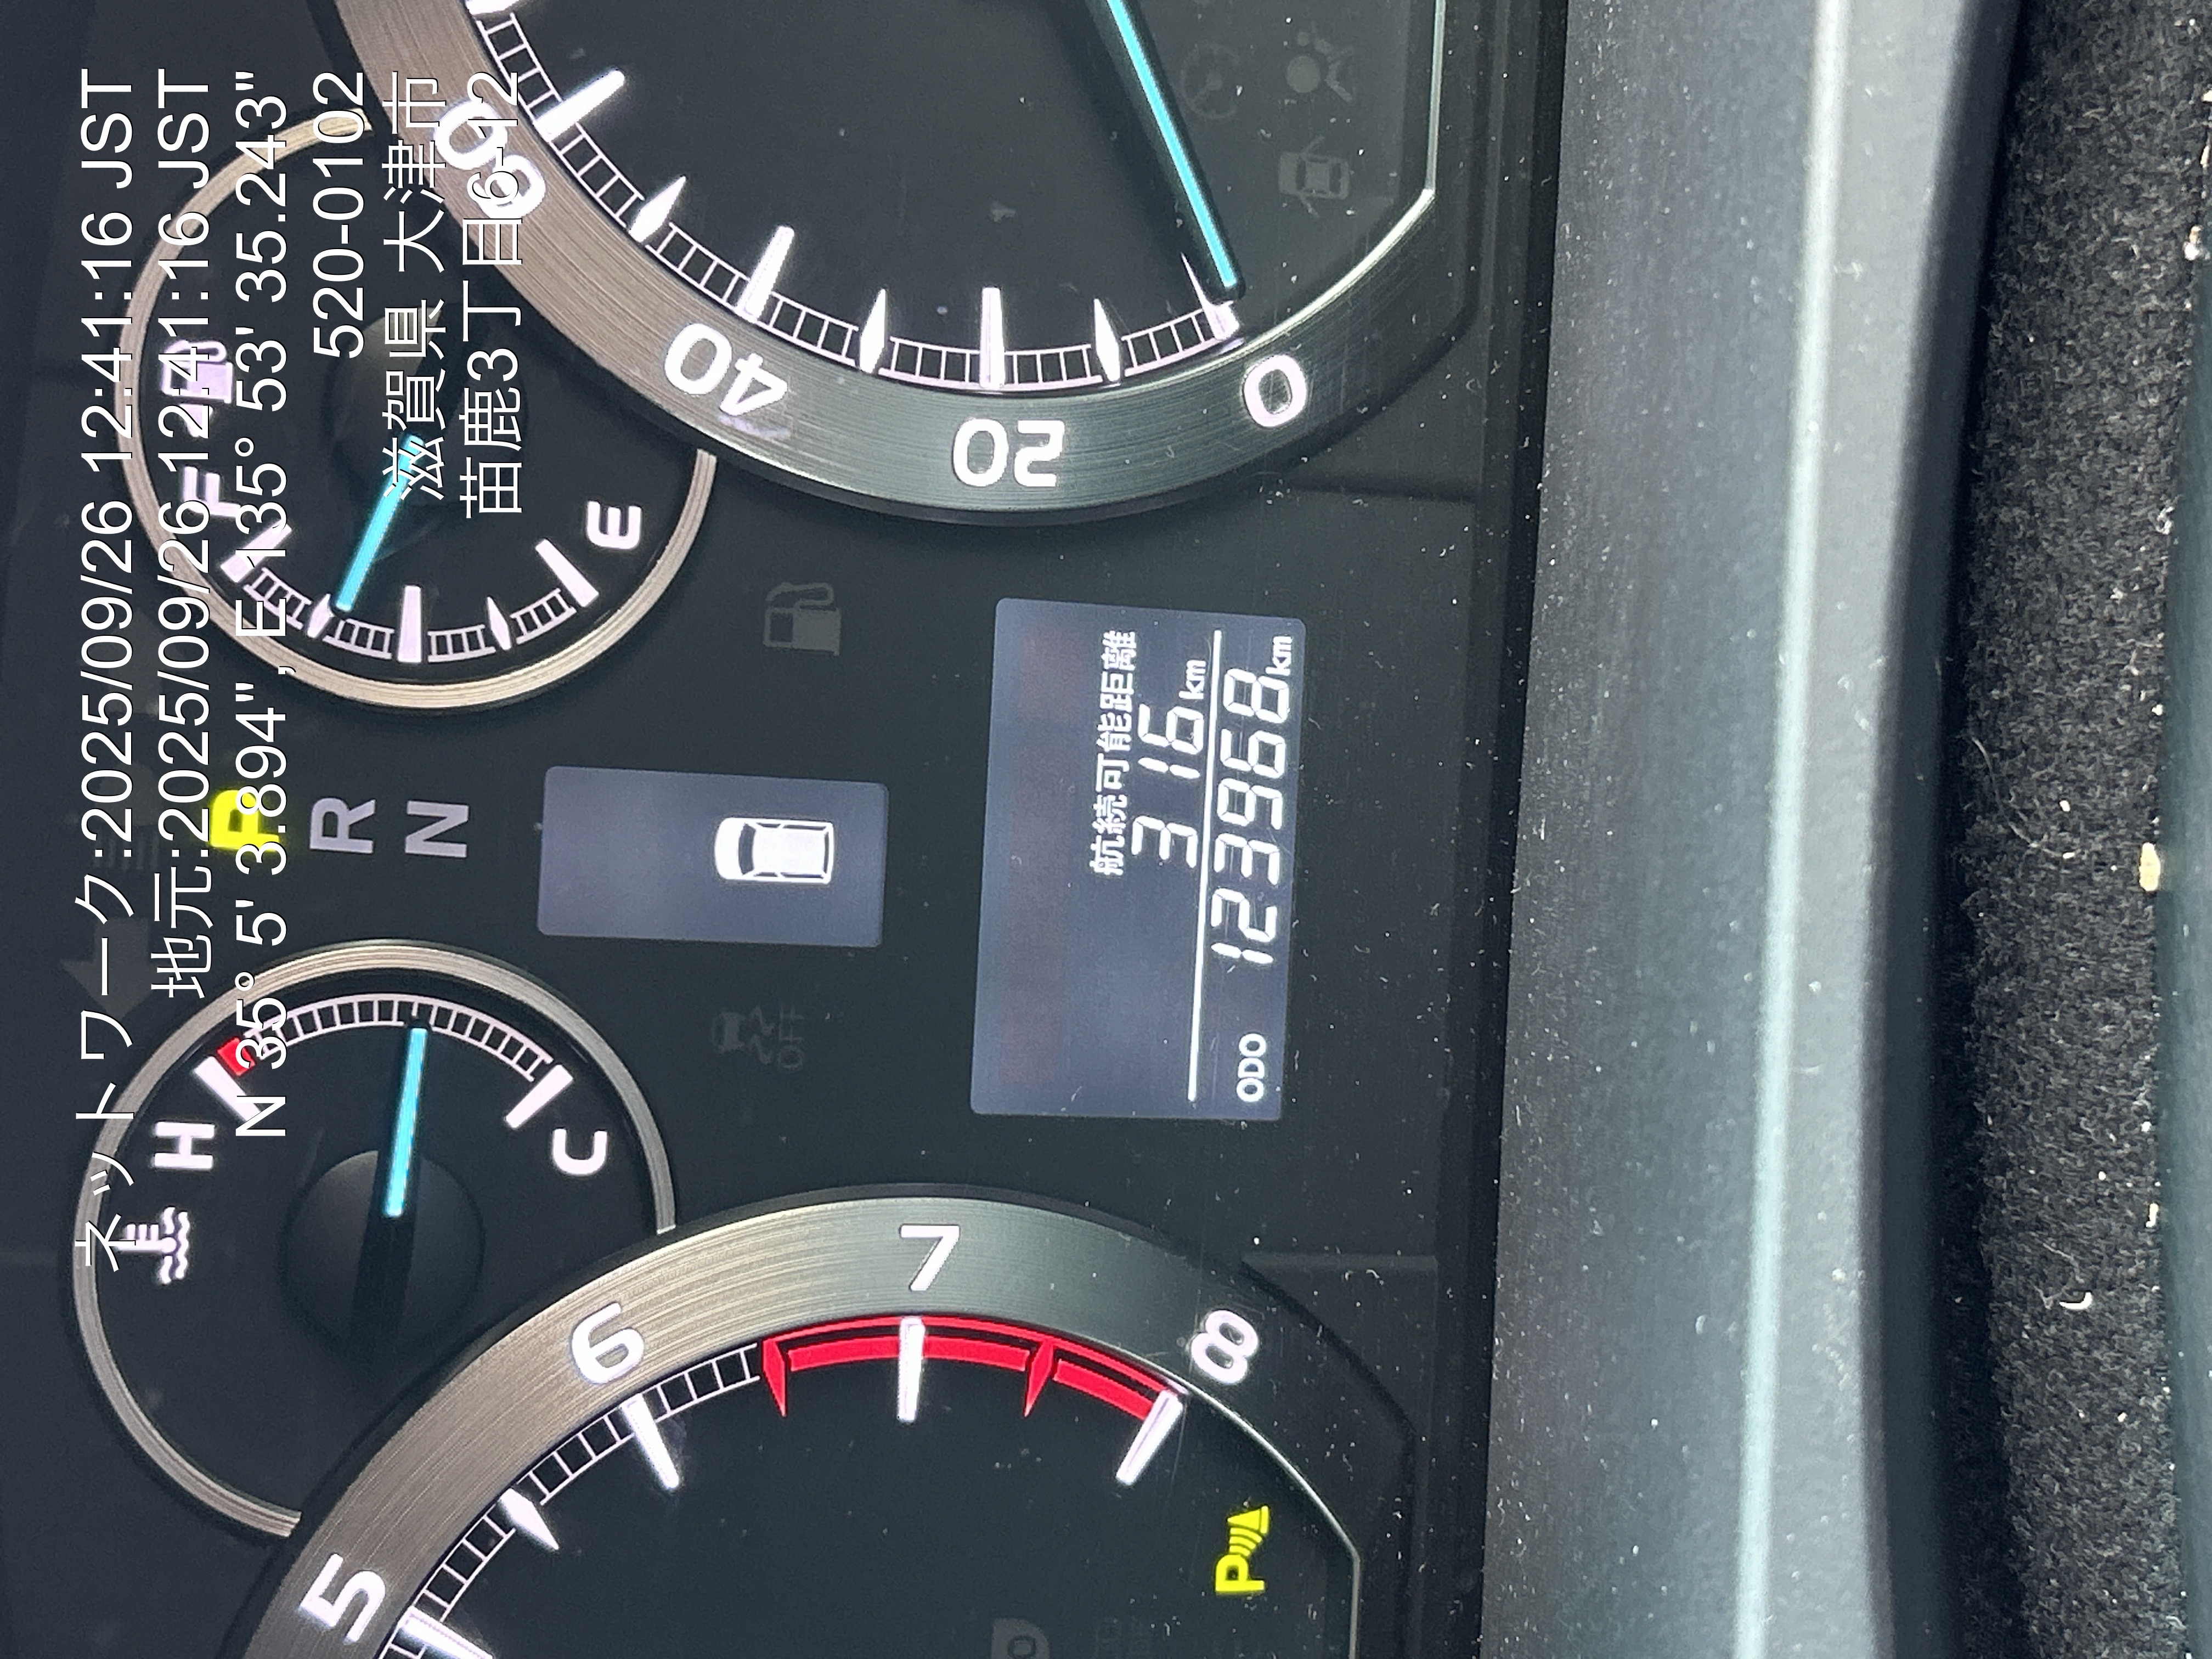 ネットワーク:2025/09/26 12:41:16 JST
地元:2025/09/26 12:41:16 JST
N 35° 5' 3.894", E 135° 53' 35.243"
520-0102
滋賀県 大津市
苗鹿3丁目6-12
H
C
F
E
P
R
N
OFF
5
6
7
8
0
20
40
60
航続可能距離
316km
ODO 123968km
P